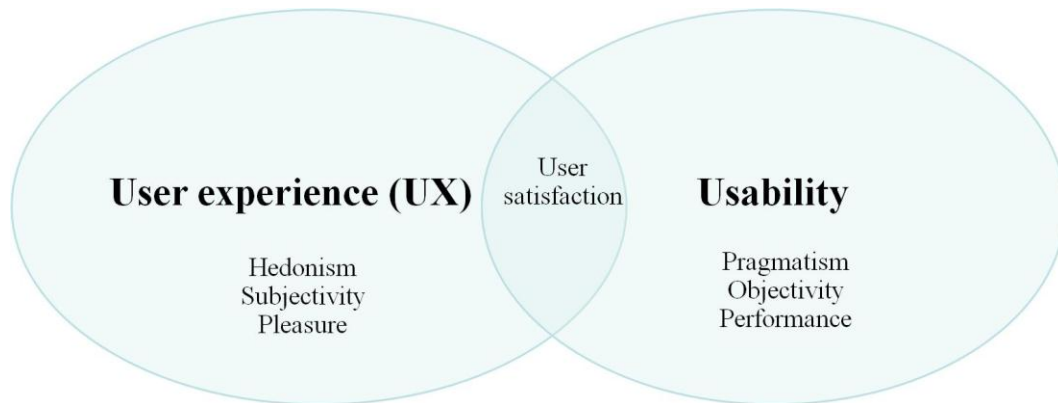 User experience (UX)
Hedonism
Subjectivity
Pleasure
User
satisfaction
Usability
Pragmatism
Objectivity
Performance